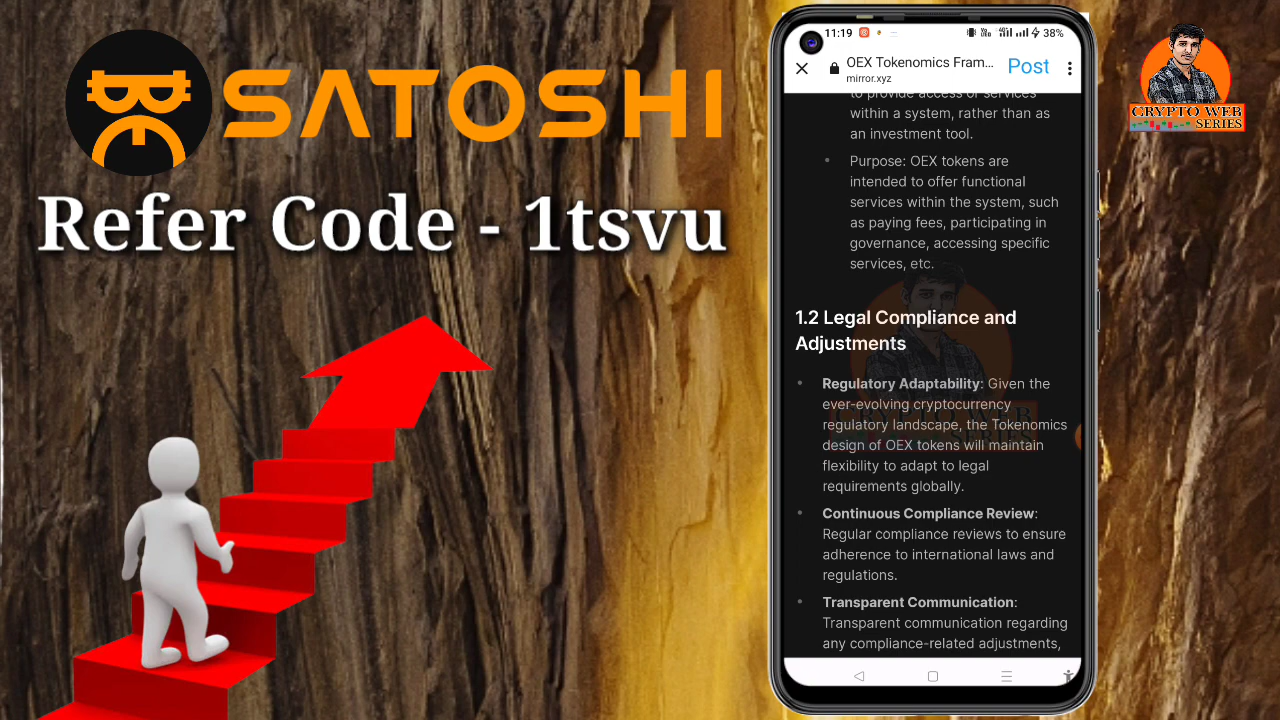 SATOSHI
Refer Code - 1tsvu
11:19
38%
OEX Tokenomics Fram...
mirror.xyz
Post
to provide access or services
within a system, rather than as
an investment tool.
Purpose: OEX tokens are
intended to offer functional
services within the system, such
as paying fees, participating in
governance, accessing specific
services, etc.
1.2 Legal Compliance and
Adjustments
Regulatory Adaptability: Given the
ever-evolving cryptocurrency
regulatory landscape, the Tokenomics
design of OEX tokens will maintain
flexibility to adapt to legal
requirements globally.
Continuous Compliance Review:
Regular compliance reviews to ensure
adherence to international laws and
regulations.
Transparent Communication:
Transparent communication regarding
any compliance-related adjustments,
CRYPTO WEB
SERIES